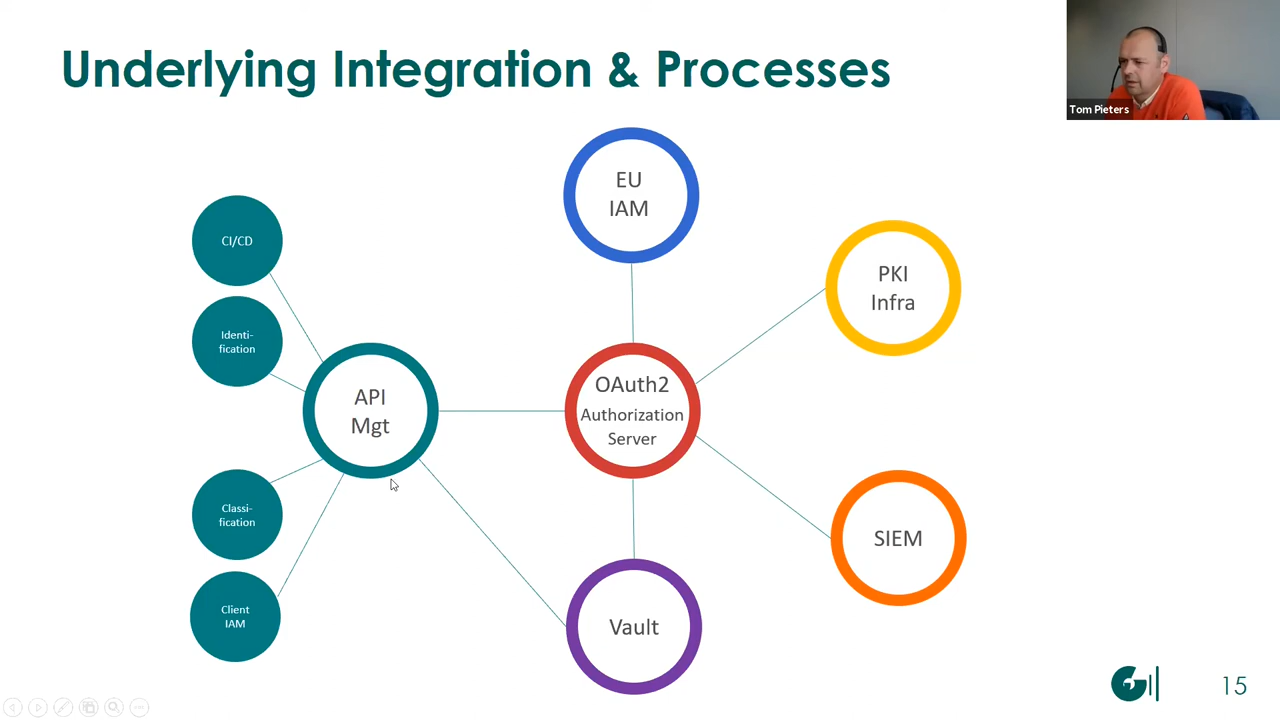 Underlying Integration & Processes
Tom Pieters
EU
IAM
CI/CD
PKI
Infra
Identi-
fication
API
Mgt
OAuth2
Authorization
Server
Classi-
fication
SIEM
Client
IAM
Vault
15